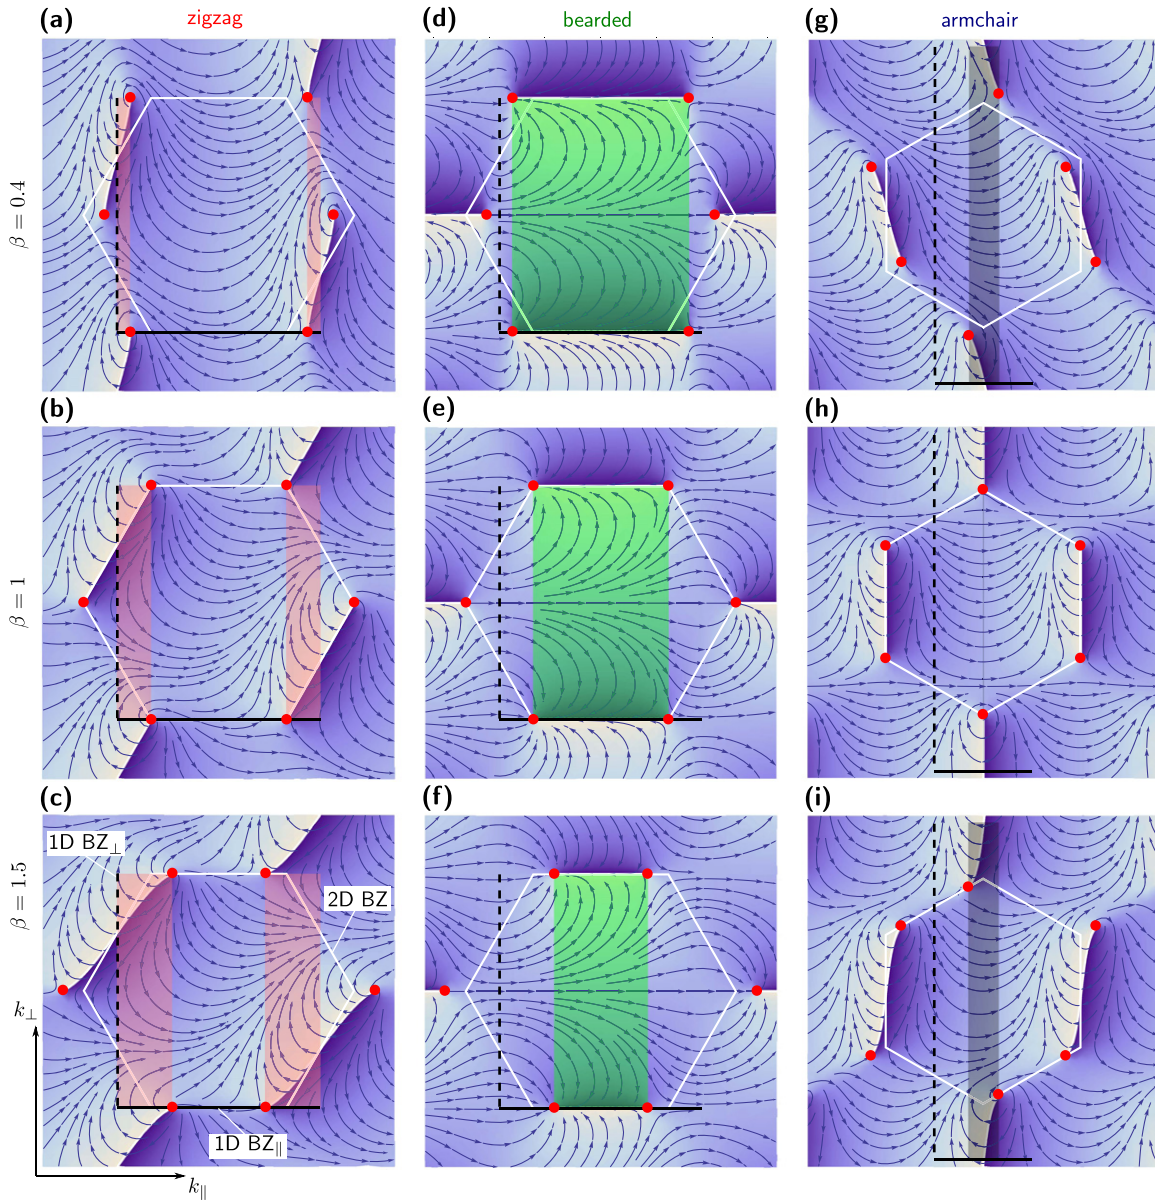 (a) zigzag (d) bearded (g) armchair
β = 0.4
(b) (e) (h)
β = 1
(c) (f) (i)
1D BZ⊥
2D BZ
β = 1.5
k⊥
1D BZ∥
k∥